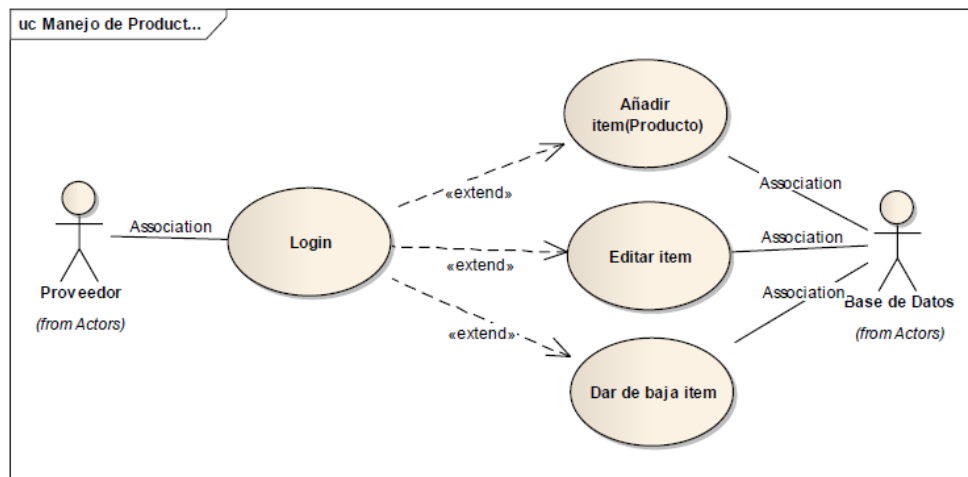 uc Manejo de Product...
Añadir
item(Producto)
Association
«extend»
Association
Login
Editar item
Association
«extend»
Proveedor
(from Actors)
Association
Base de Datos
(from Actors)
«extend»
Dar de baja item